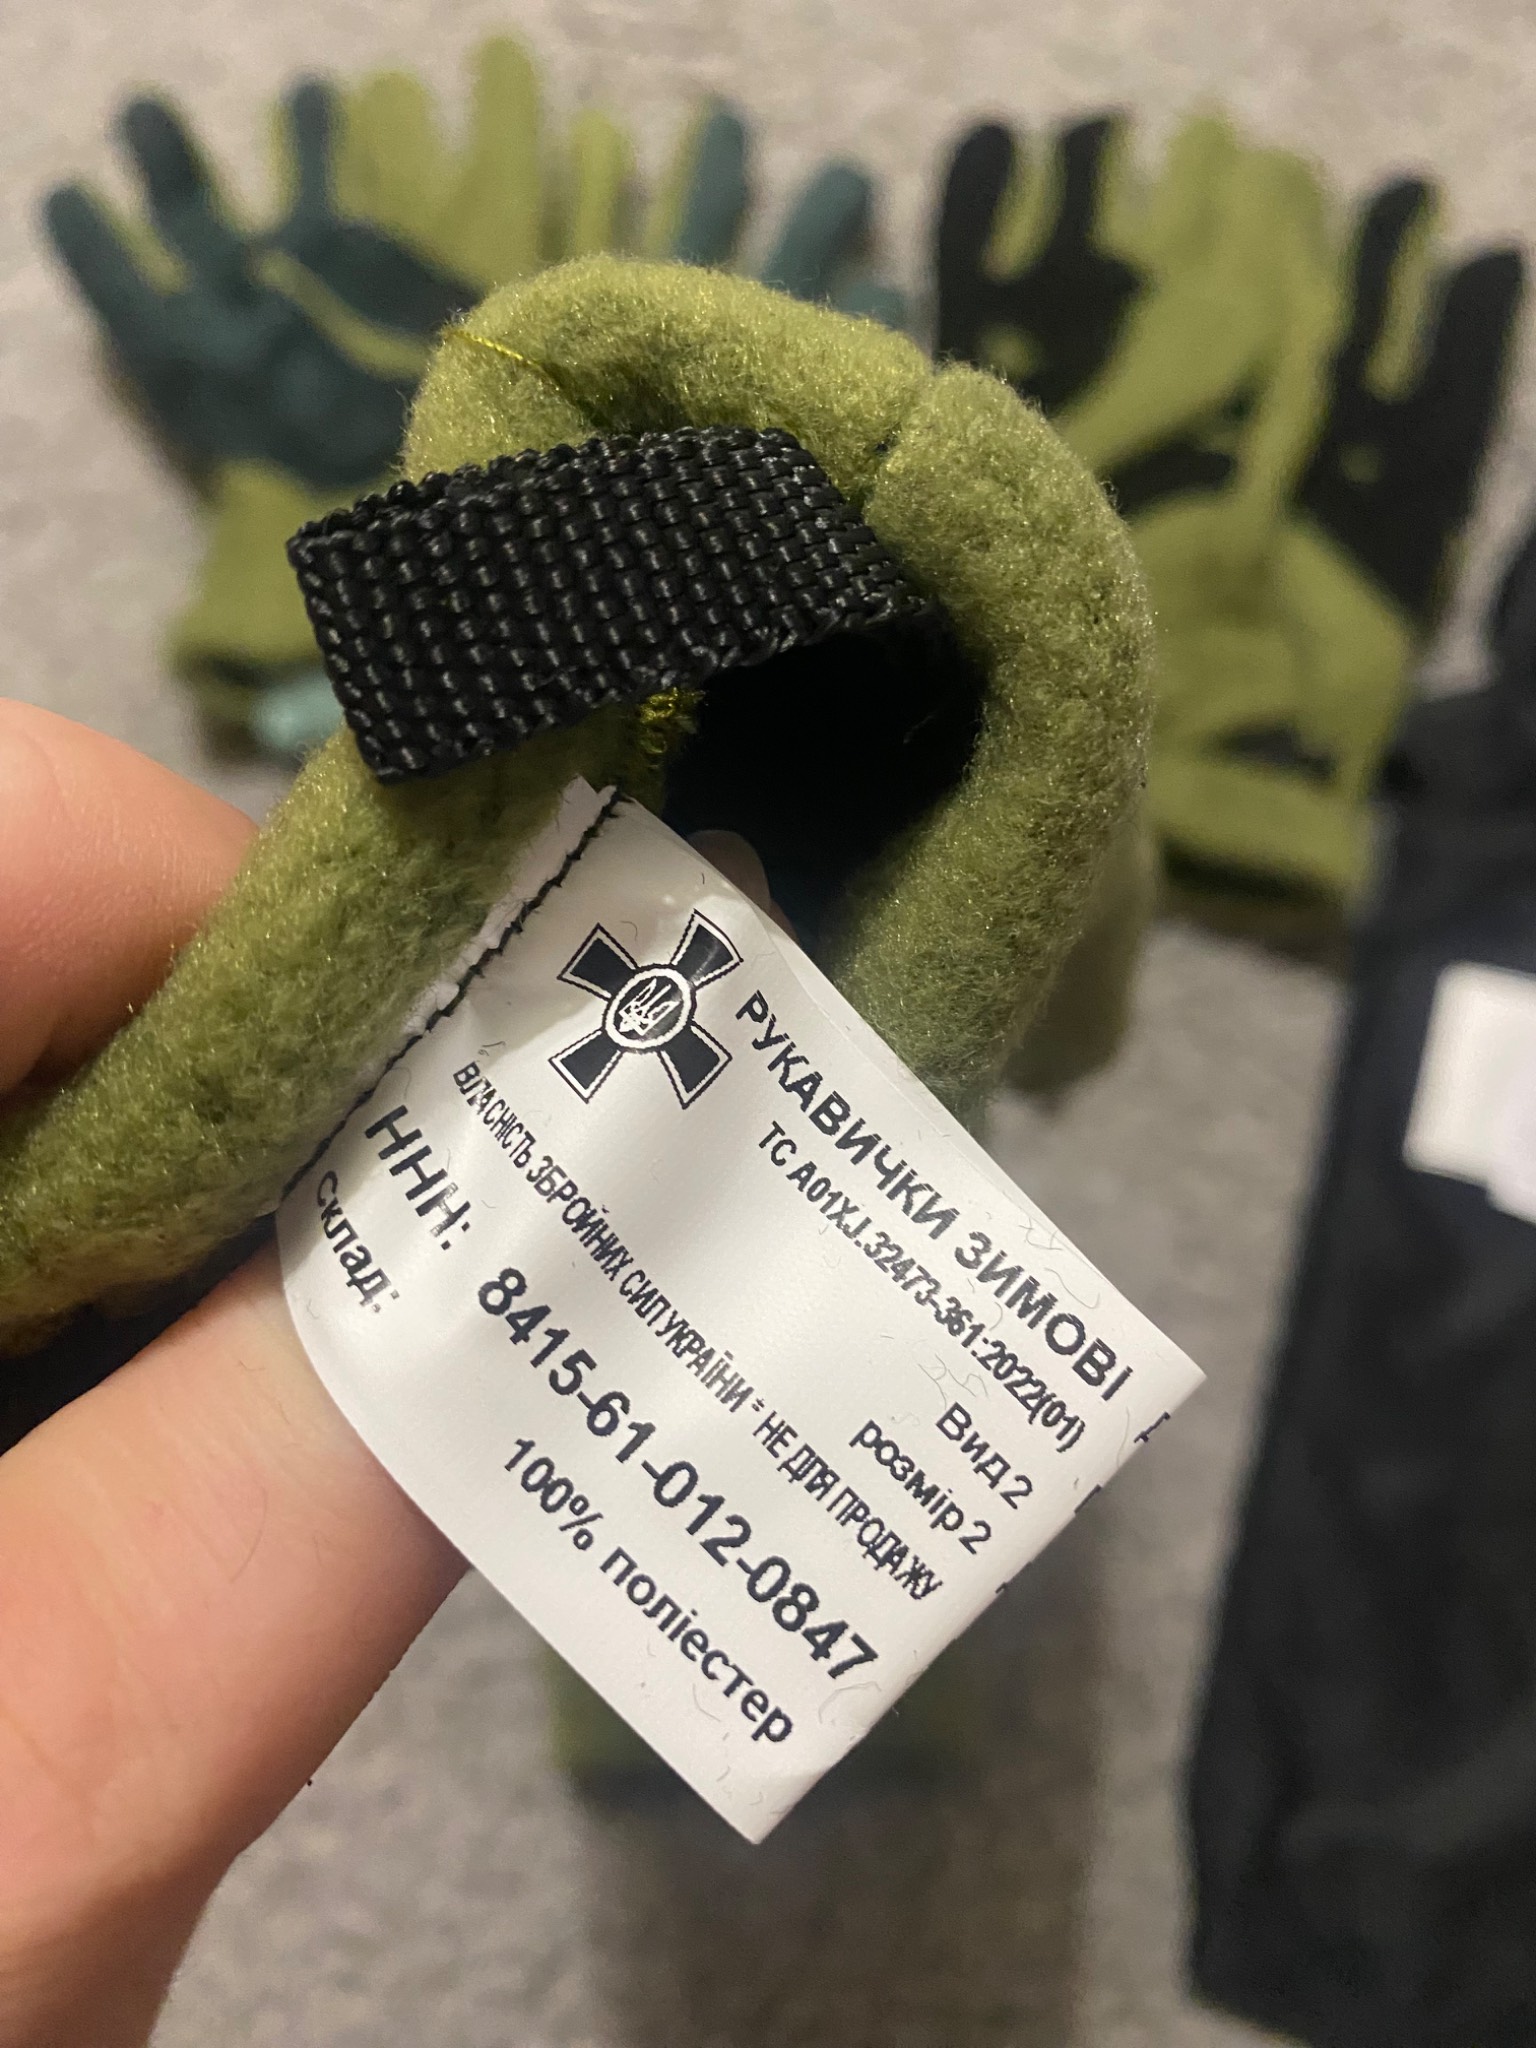 РУКАВИЧКИ ЗИМОВІ
ТС А01XJ.32473-361:2022(01)
Вид 2
розмір 2
ВЛАСНІСТЬ ЗБРОЙНИХ СИЛ УКРАЇНИ" НЕ ДЛЯ ПРОДАЖУ
ННН: 8415-61-012-0847
Склад: 100% поліестер